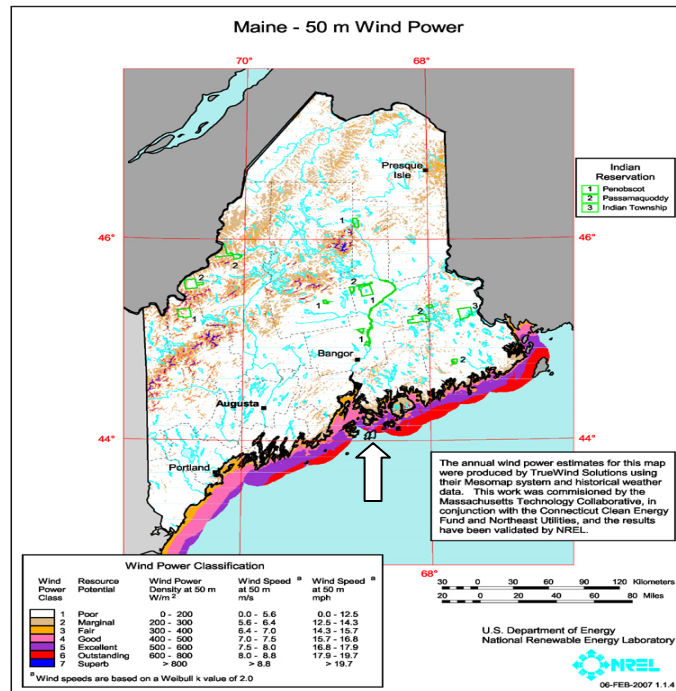 Maine - 50 m Wind Power
70°
68°
Presque
Isle
Indian
Reservation
1 Penobscot
2 Passamaquoddy
3 Indian Township
46°
46°
1
2
2
1
2
1
1
1
2
3
2
Bangor
Augusta
44°
44°
Portland
The annual wind power estimates for this map
were produced by TrueWind Solutions using
their Mesomap system and historical weather
data. This work was commisioned by the
Massachusetts Technology Collaborative, in
conjunction with the Connecticut Clean Energy
Fund and Northeast Utilities, and the results
have been validated by NREL.
68°
Wind Power Classification
Wind Power Class Resource Potential Wind Power Density at 50 m W/m² Wind Speed a at 50 m m/s Wind Speed a at 50 m mph
1 Poor 0 - 200 0.0 - 5.6 0.0 - 12.5
2 Marginal 200 - 300 5.6 - 6.4 12.5 - 14.3
3 Fair 300 - 400 6.4 - 7.0 14.3 - 15.7
4 Good 400 - 500 7.0 - 7.5 15.7 - 16.8
5 Excellent 500 - 600 7.5 - 8.0 16.8 - 17.9
6 Outstanding 600 - 800 8.0 - 8.8 17.9 - 19.7
7 Superb > 800 > 8.8 > 19.7
a Wind speeds are based on a Weibull k value of 2.0
30 0 30 60 90 120 Kilometers
20 0 20 40 60 80 Miles
U.S. Department of Energy
National Renewable Energy Laboratory
NREL
06-FEB-2007 1.1.4